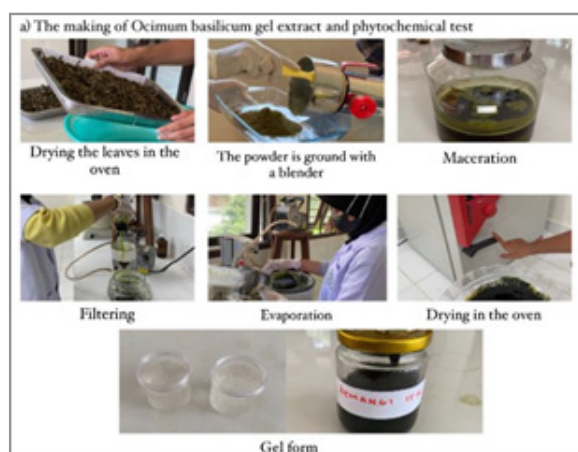 a) The making of Ocimum basilicum gel extract and phytochemical test
Drying the leaves in the
oven
The powder is ground with
a blender
Maceration
Filtering
Evaporation
Drying in the oven
Gel form